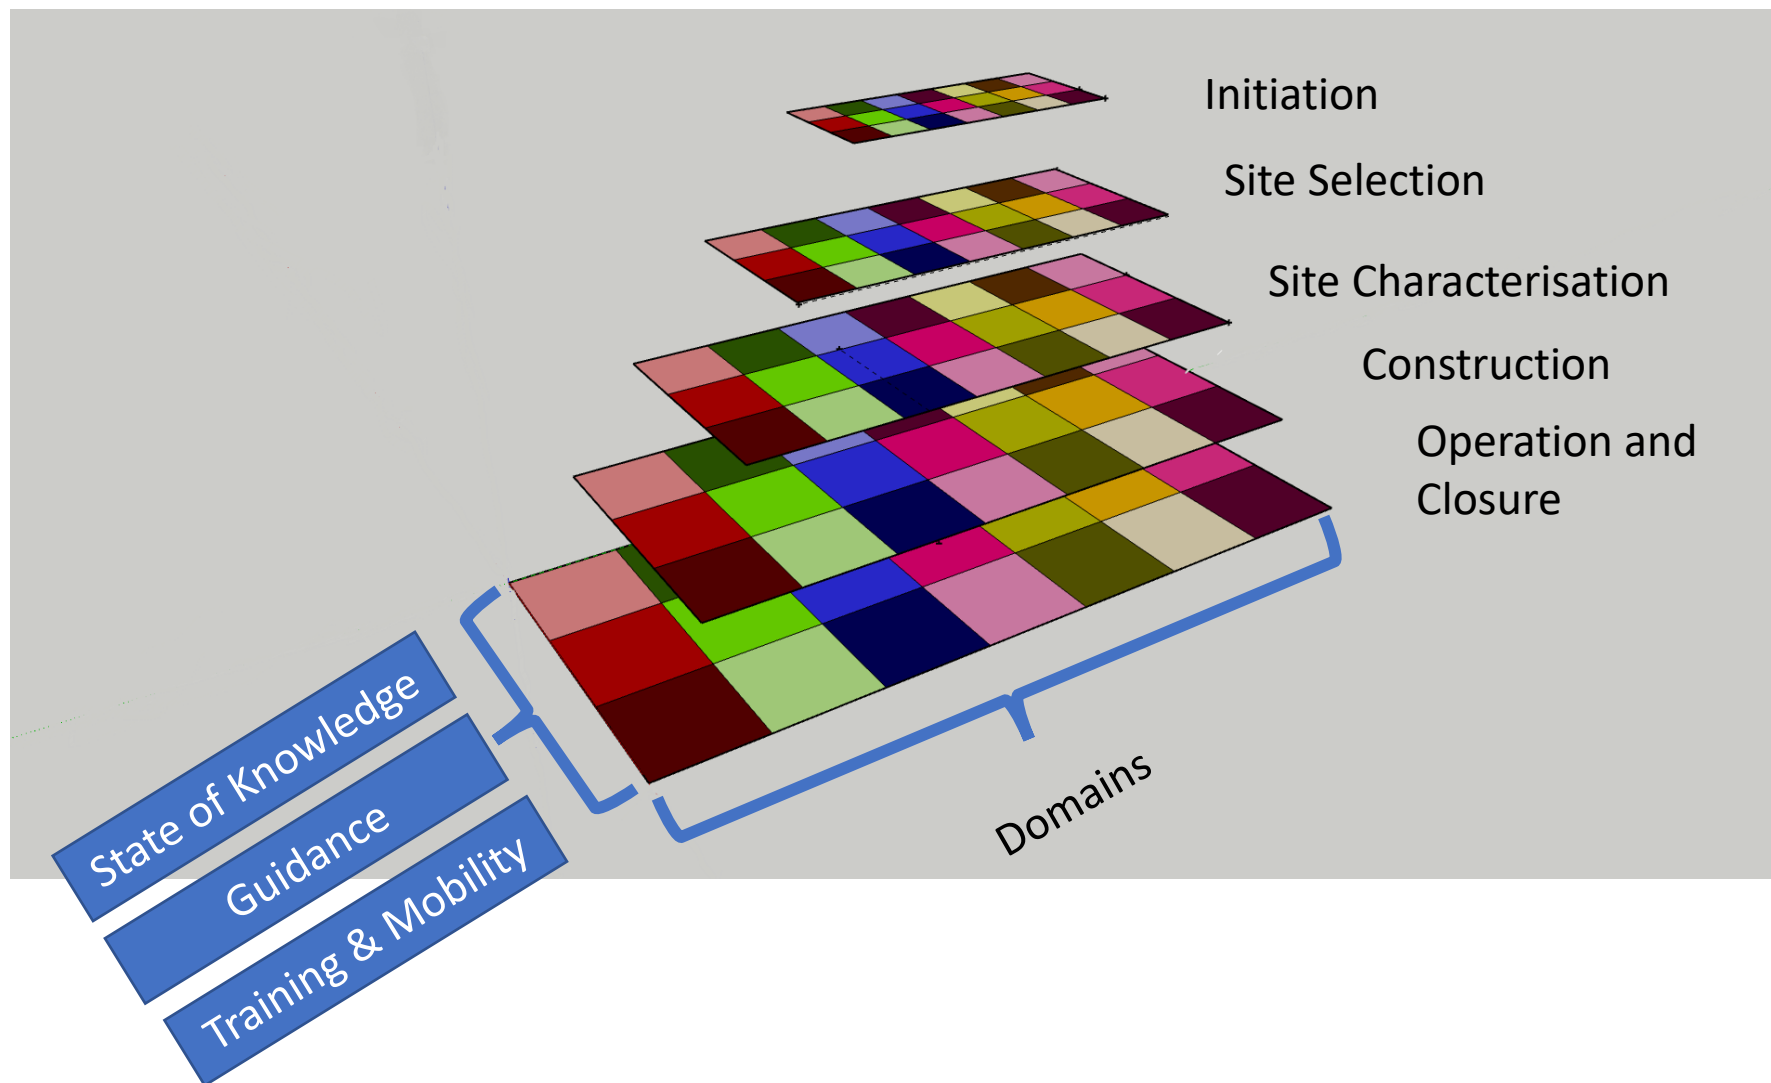 Initiation
Site Selection
Site Characterisation
Construction
Operation and
Closure
State of Knowledge
Guidance
Training & Mobility
Domains